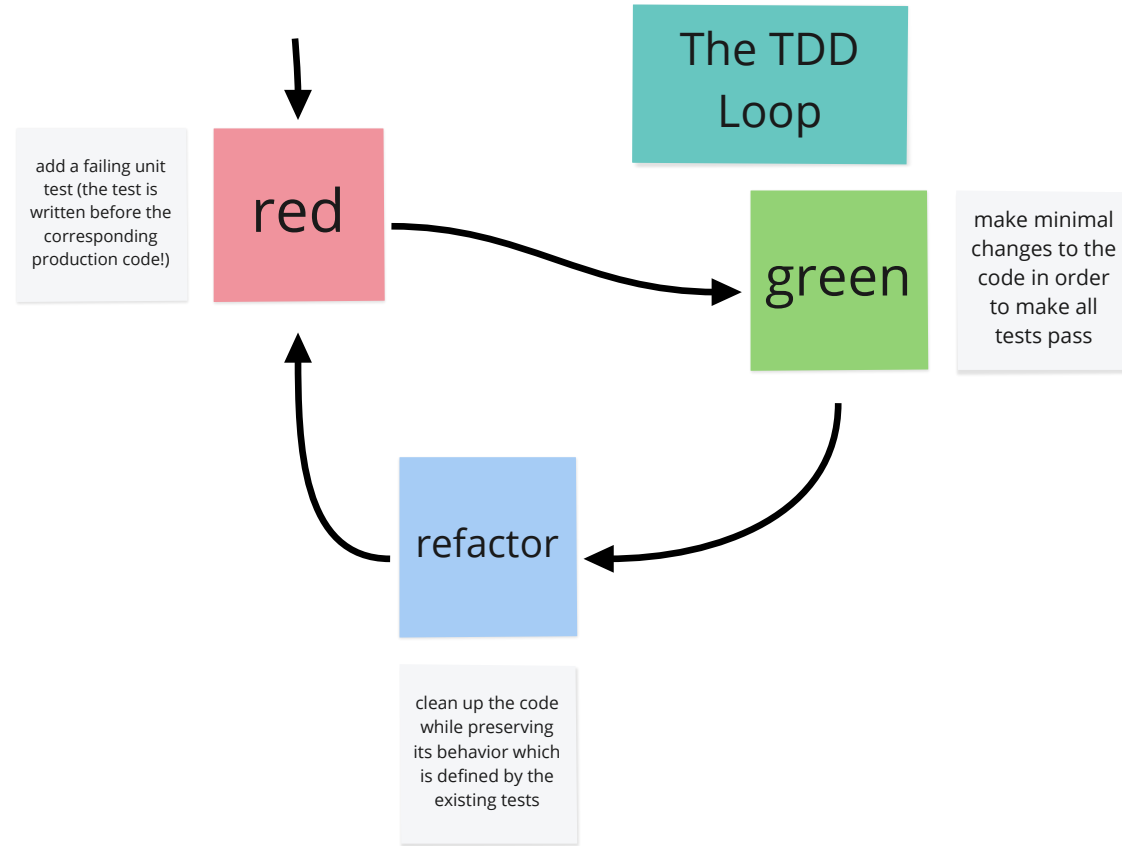 The TDD
Loop
add a failing unit
test (the test is
written before the
corresponding
production code!)
red
green
make minimal
changes to the
code in order
to make all
tests pass
refactor
clean up the code
while preserving
its behavior which
is defined by the
existing tests